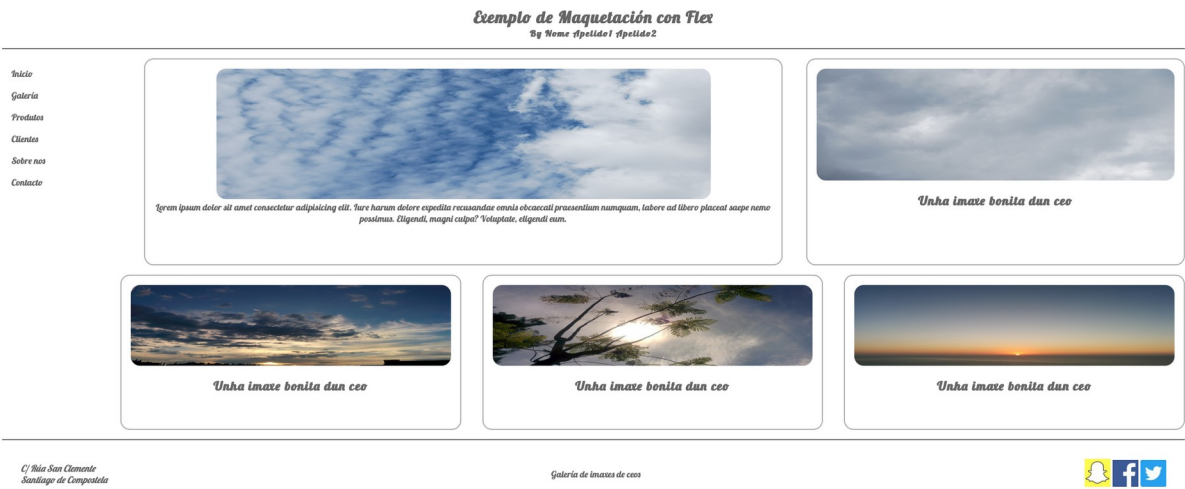 Exemplo de Maquetación con Flex
By Nome Apelido1 Apelido2
Inicio
Galería
Produtos
Clientes
Sobre nos
Contacto
Lorem ipsum dolor sit amet consectetur adipisicing elit. Iure harum dolore expedita recusandae omnis obcaecati praesentium numquam, labore ad libero placeat saepe nemo
possimus. Eligendi, magni culpa? Voluptate, eligendi eum.
Unha imaxe bonita dun ceo
Unha imaxe bonita dun ceo
Unha imaxe bonita dun ceo
Unha imaxe bonita dun ceo
C/ Rúa San Clemente
Santiago de Compostela
Galería de imaxes de ceos